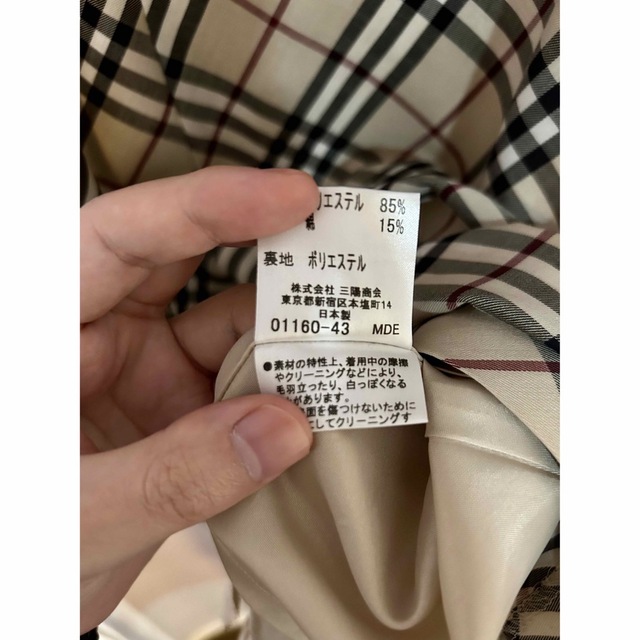 リエステル 85%
絹 15%
裏地 ポリエステル
株式会社 三陽商会
東京都新宿区本塩町14
日本製
01160-43 MDE
●素材の特性上、着用中の摩擦
やクリーニングなどにより、
毛羽立ったり、白っぽくなる
があります。
面を傷つけないために
にしてクリーニングす